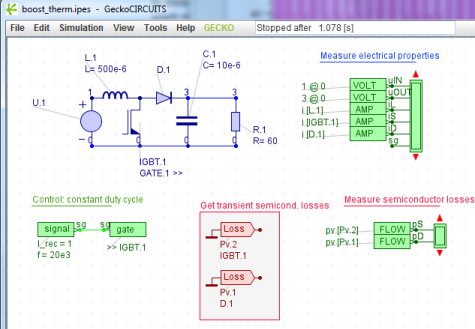 boost_therm.ipes - GeckoCIRCUITS
File Edit Simulation View Tools Help GECKO Stopped after 1.078 [s]
Measure electrical properties
L.1
L= 500e-6
D.1
C.1
C= 10e-6
U.1
1
3
3
+
-
0
0
0
R.1
R= 60
IGBT.1
GATE.1 >>
1 @ 0 VOLT uIN
3 @ 0 VOLT uOUT
i.[L.1] AMP iL
i.[IGBT.1] AMP iS
i.[D.1] AMP iD
sg
Control: constant duty cycle
signal sg sg gate
I_rec = 1
f = 20e3
>> IGBT.1
Get transient semicond. losses
Loss
Pv.2
IGBT.1
Loss
Pv.1
D.1
Measure semiconductor losses
pv.[Pv.2] FLOW pS
pv.[Pv.1] FLOW pD